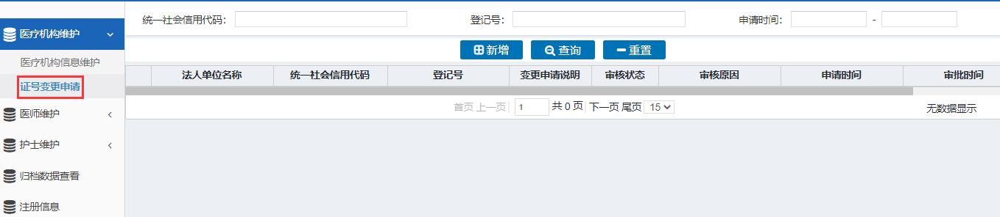 统一社会信用代码：
登记号：
申请时间：
-
医疗机构维护
医疗机构信息维护
证号变更申请
医师维护
护士维护
归档数据查看
注册信息
新增
查询
重置
法人单位名称
统一社会信用代码
登记号
变更申请说明
审核状态
审核原因
申请时间
审批时间
首页 上一页 1 共 0 页 下一页 尾页 15
无数据显示